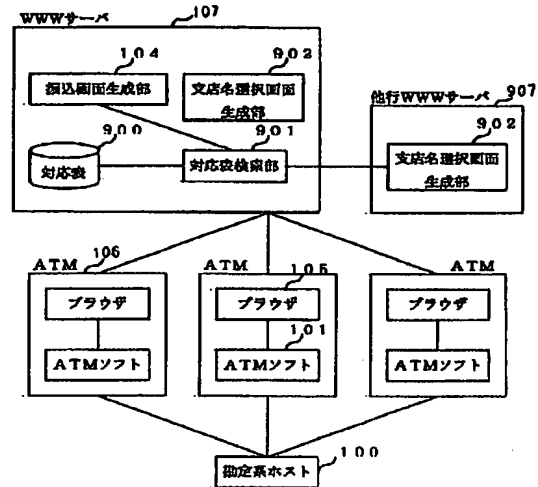 WWWサーバ 107
104 902
振込画面生成部 支店名選択画面生成部
他行WWWサーバ 907
900 901 902
対応表 対応表検索部 支店名選択画面生成部
106
ATM ATM ATM
105
ブラウザ ブラウザ ブラウザ
101
ATMソフト ATMソフト ATMソフト
100
勘定系ホスト